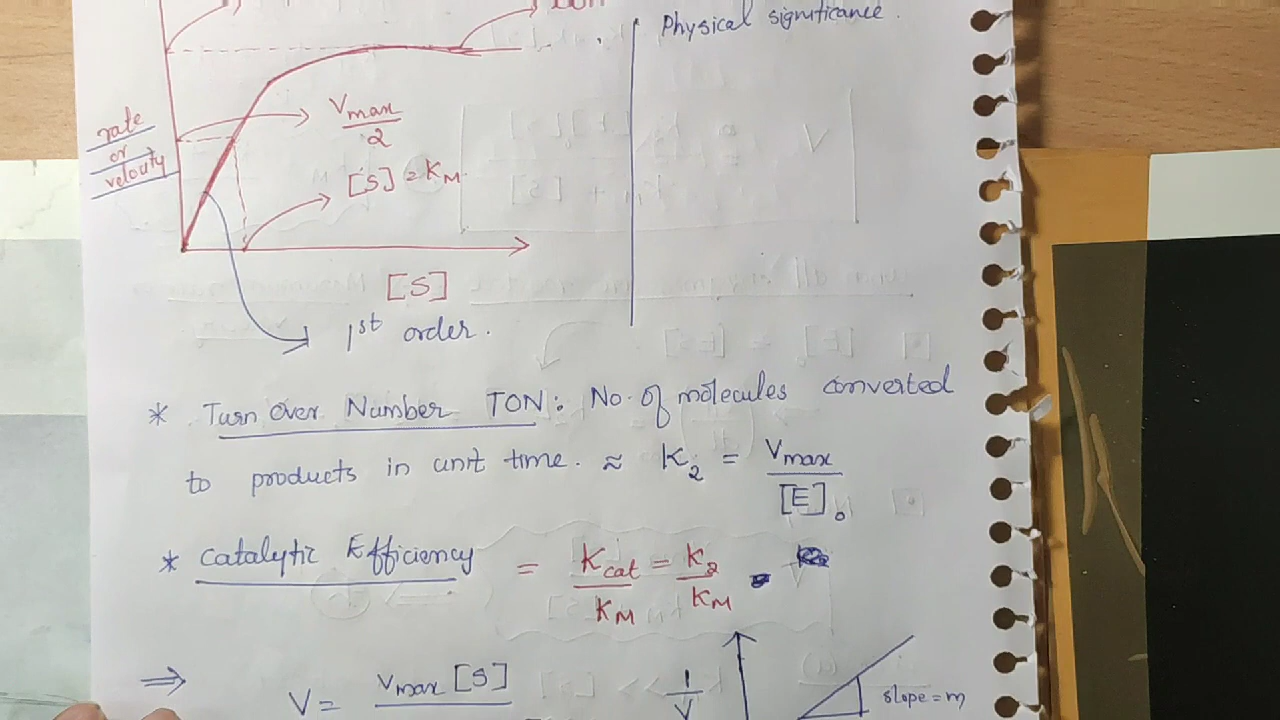 Physical significance.
rate
or
velocity
Vmax
2
[S] = KM
[S]
1st order.
* Turn Over Number TON: No. of molecules converted
to products in unit time. ≈ K2 = Vmax
[E]0
* Catalytic Efficiency = Kcat = K2
KM KM
⇒ V = Vmax [S]
1
V
slope = m